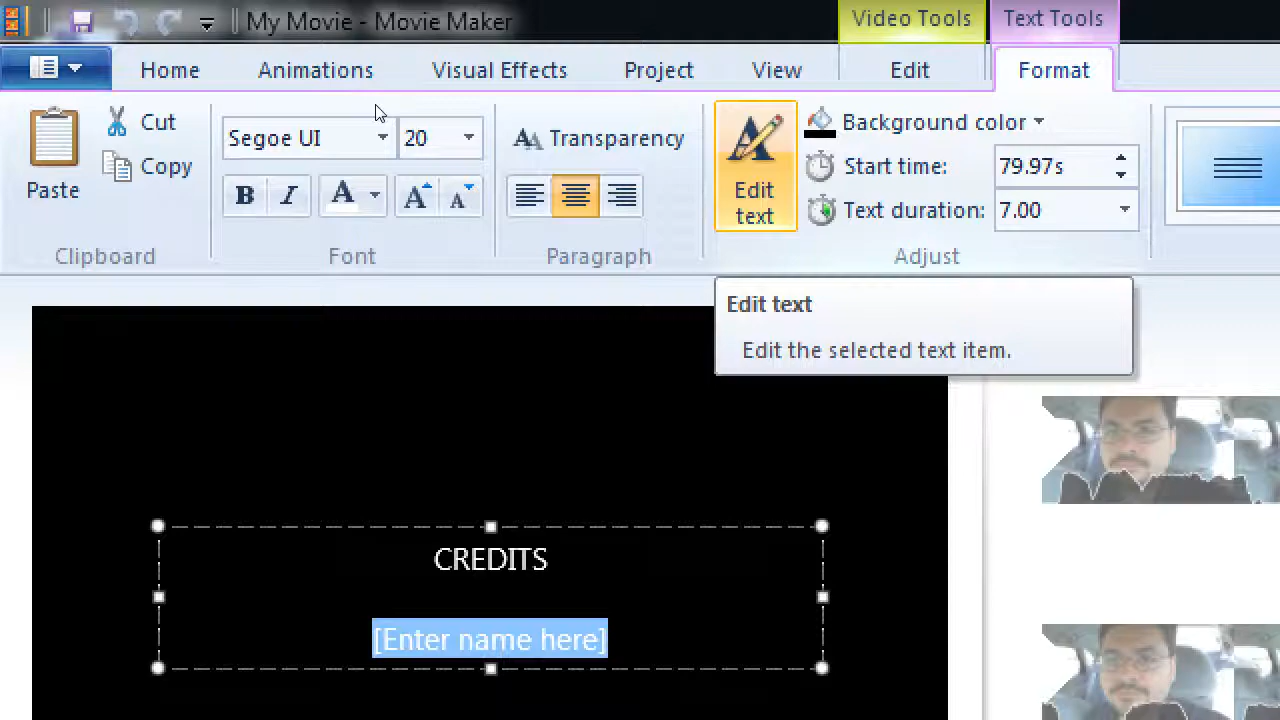 My Movie - Movie Maker
Video Tools
Text Tools
Home
Animations
Visual Effects
Project
View
Edit
Format
Paste
Cut
Copy
Clipboard
Segoe UI
20
B I A A A
Font
Transparency
Paragraph
Edit
text
Background color
Start time: 79.97s
Text duration: 7.00
Adjust
Edit text
Edit the selected text item.
CREDITS
[Enter name here]